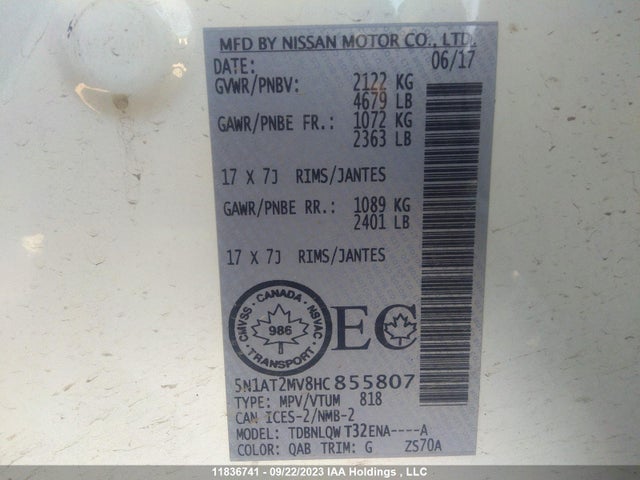 MFD BY NISSAN MOTOR CO., LTD.
DATE: 06/17
GVWR/PNBV: 2122 KG
4679 LB
GAWR/PNBE FR.: 1072 KG
2363 LB
17 X 7J RIMS/JANTES
GAWR/PNBE RR.: 1089 KG
2401 LB
17 X 7J RIMS/JANTES
CANADA
CMVSS NSVAC
986
TRANSPORT
EC
5N1AT2MV8HC855807
TYPE: MPV/VTUM 818
CAN ICES-2/NMB-2
MODEL: TDBNLQW T32ENA----A
COLOR: QAB TRIM: G ZS70A
11836741 - 09/22/2023 IAA Holdings , LLC